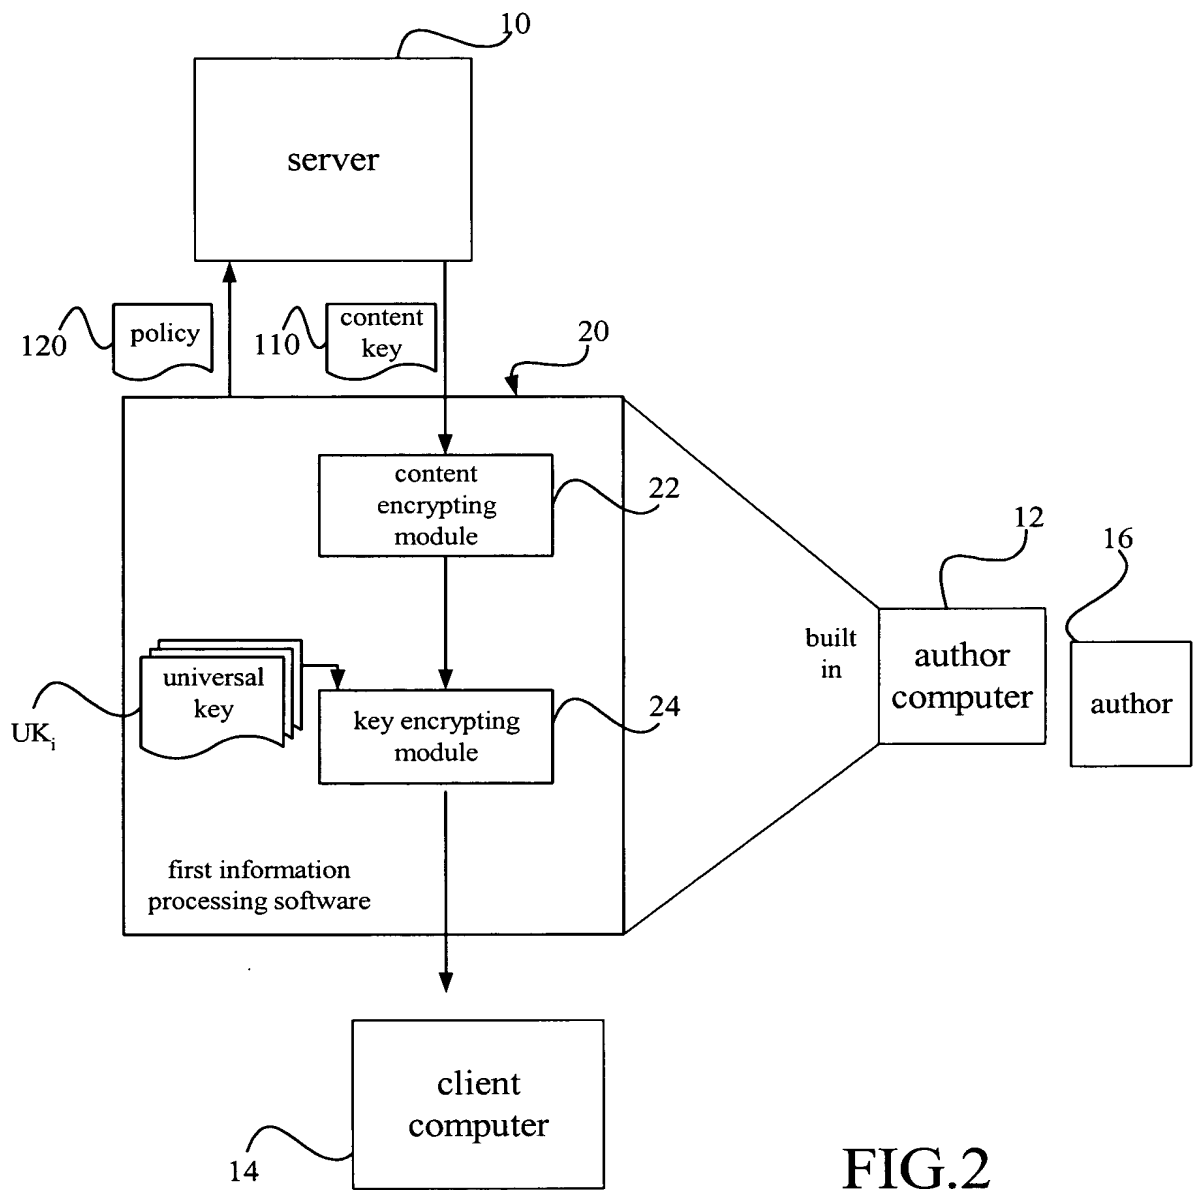 10
server
120
policy
110
content
key
20
content
encrypting
module
22
12
16
built
in
author
computer
author
universal
key
UKi
key encrypting
module
24
first information
processing software
client
computer
14
FIG.2